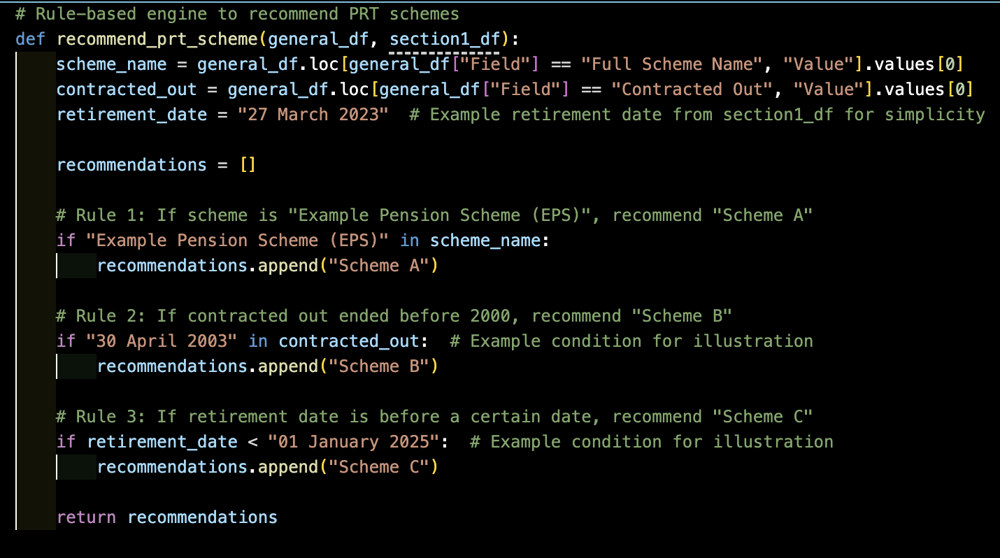 # Rule-based engine to recommend PRT schemes
def recommend_prt_scheme(general_df, section1_df):
    scheme_name = general_df.loc[general_df["Field"] == "Full Scheme Name", "Value"].values[0]
    contracted_out = general_df.loc[general_df["Field"] == "Contracted Out", "Value"].values[0]
    retirement_date = "27 March 2023"  # Example retirement date from section1_df for simplicity

    recommendations = []

    # Rule 1: If scheme is "Example Pension Scheme (EPS)", recommend "Scheme A"
    if "Example Pension Scheme (EPS)" in scheme_name:
        recommendations.append("Scheme A")

    # Rule 2: If contracted out ended before 2000, recommend "Scheme B"
    if "30 April 2003" in contracted_out:  # Example condition for illustration
        recommendations.append("Scheme B")

    # Rule 3: If retirement date is before a certain date, recommend "Scheme C"
    if retirement_date < "01 January 2025":  # Example condition for illustration
        recommendations.append("Scheme C")

    return recommendations